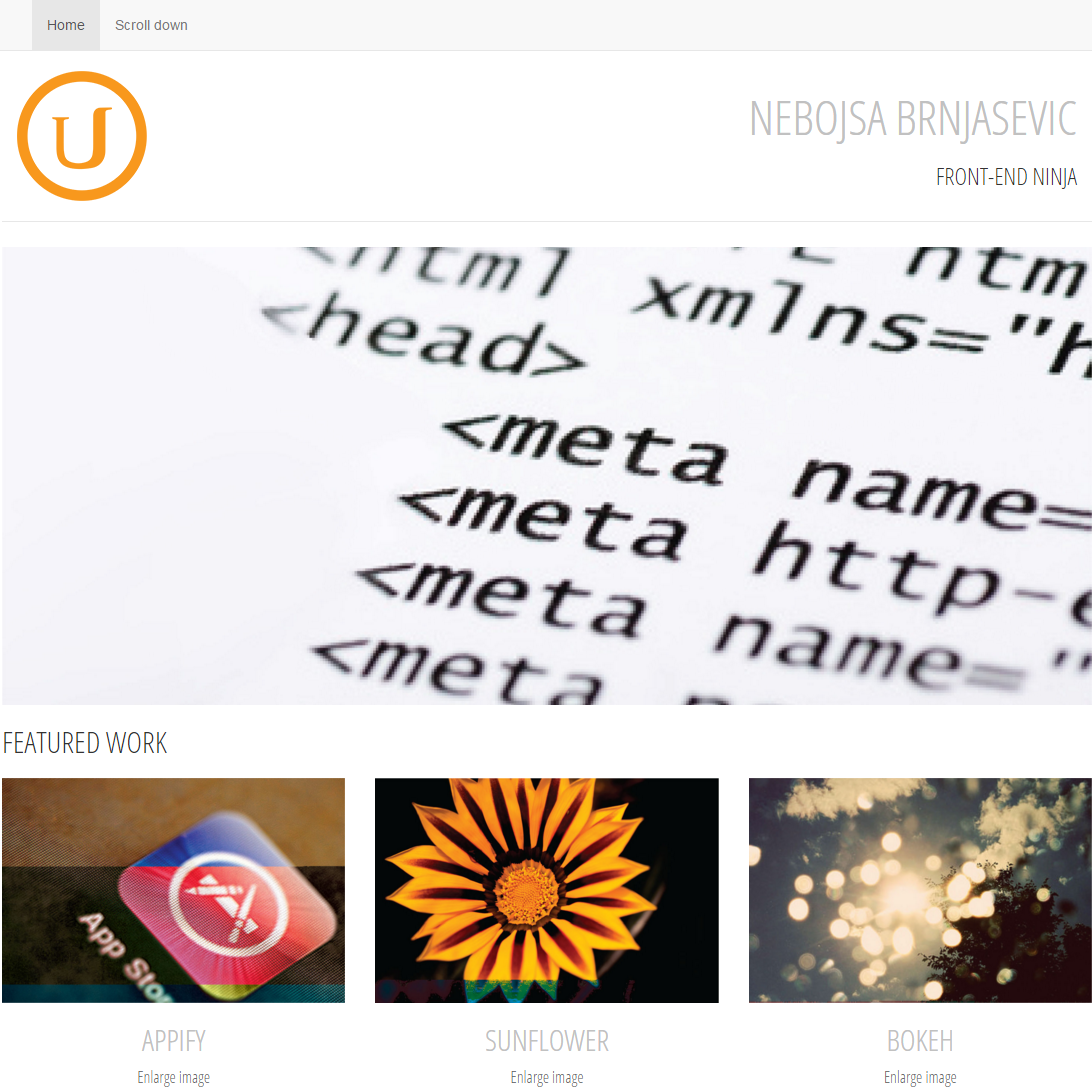 Home Scroll down
U
NEBOJSA BRNJASEVIC
FRONT-END NINJA
<html
xmlns="h
<head>
<meta name=
<meta http-e
<meta name="
<meta
FEATURED WORK
App Stor
APPIFY SUNFLOWER BOKEH
Enlarge image Enlarge image Enlarge image